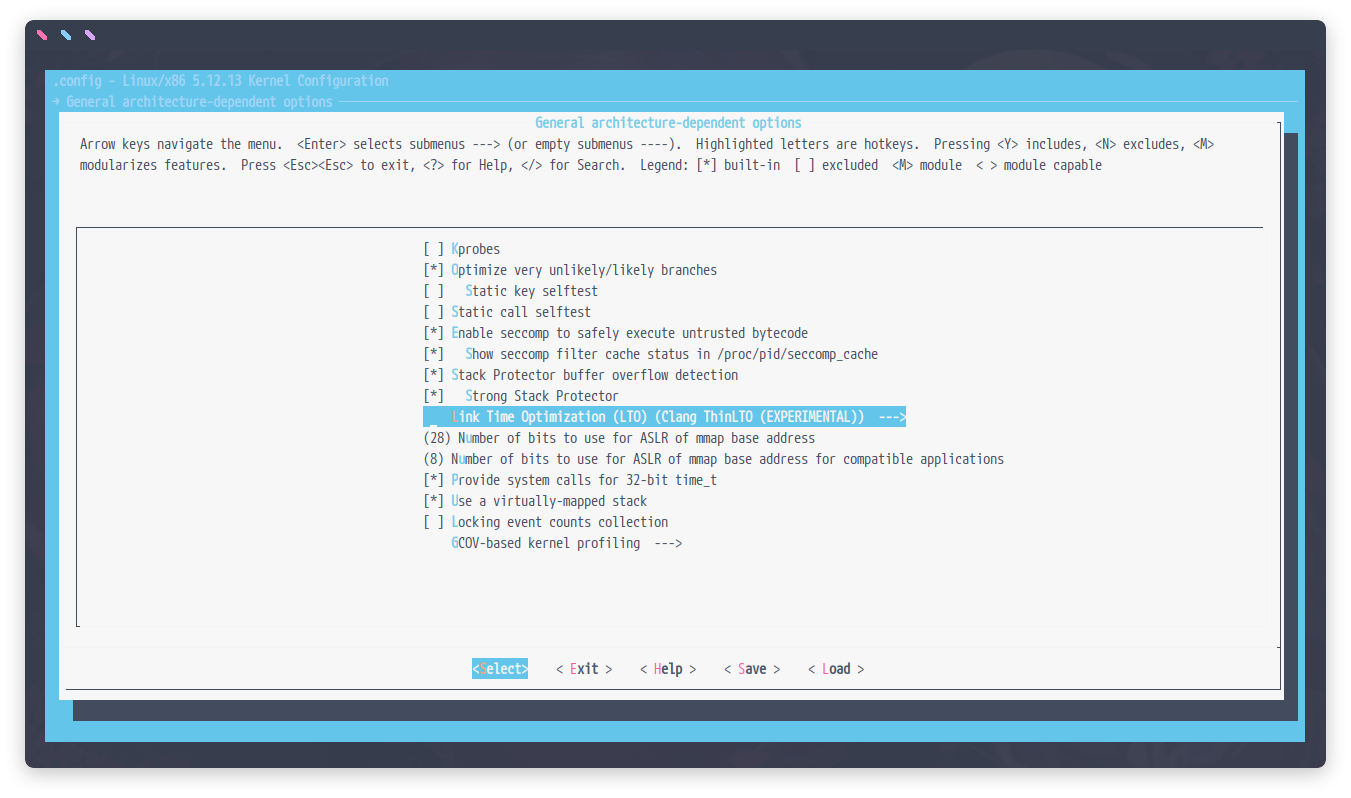 .config - Linux/x86 5.12.13 Kernel Configuration
→ General architecture-dependent options
General architecture-dependent options
Arrow keys navigate the menu.  <Enter> selects submenus ---> (or empty submenus ----).  Highlighted letters are hotkeys.  Pressing <Y> includes, <N> excludes, <M>
modularizes features.  Press <Esc><Esc> to exit, <?> for Help, </> for Search.  Legend: [*] built-in  [ ] excluded  <M> module  < > module capable
[ ] Kprobes
[*] Optimize very unlikely/likely branches
[ ]   Static key selftest
[ ] Static call selftest
[*] Enable seccomp to safely execute untrusted bytecode
[*]   Show seccomp filter cache status in /proc/pid/seccomp_cache
[*] Stack Protector buffer overflow detection
[*]   Strong Stack Protector
Link Time Optimization (LTO) (Clang ThinLTO (EXPERIMENTAL))  --->
(28) Number of bits to use for ASLR of mmap base address
(8) Number of bits to use for ASLR of mmap base address for compatible applications
[*] Provide system calls for 32-bit time_t
[*] Use a virtually-mapped stack
[ ] Locking event counts collection
GCOV-based kernel profiling  --->
<Select>    < Exit >    < Help >    < Save >    < Load >